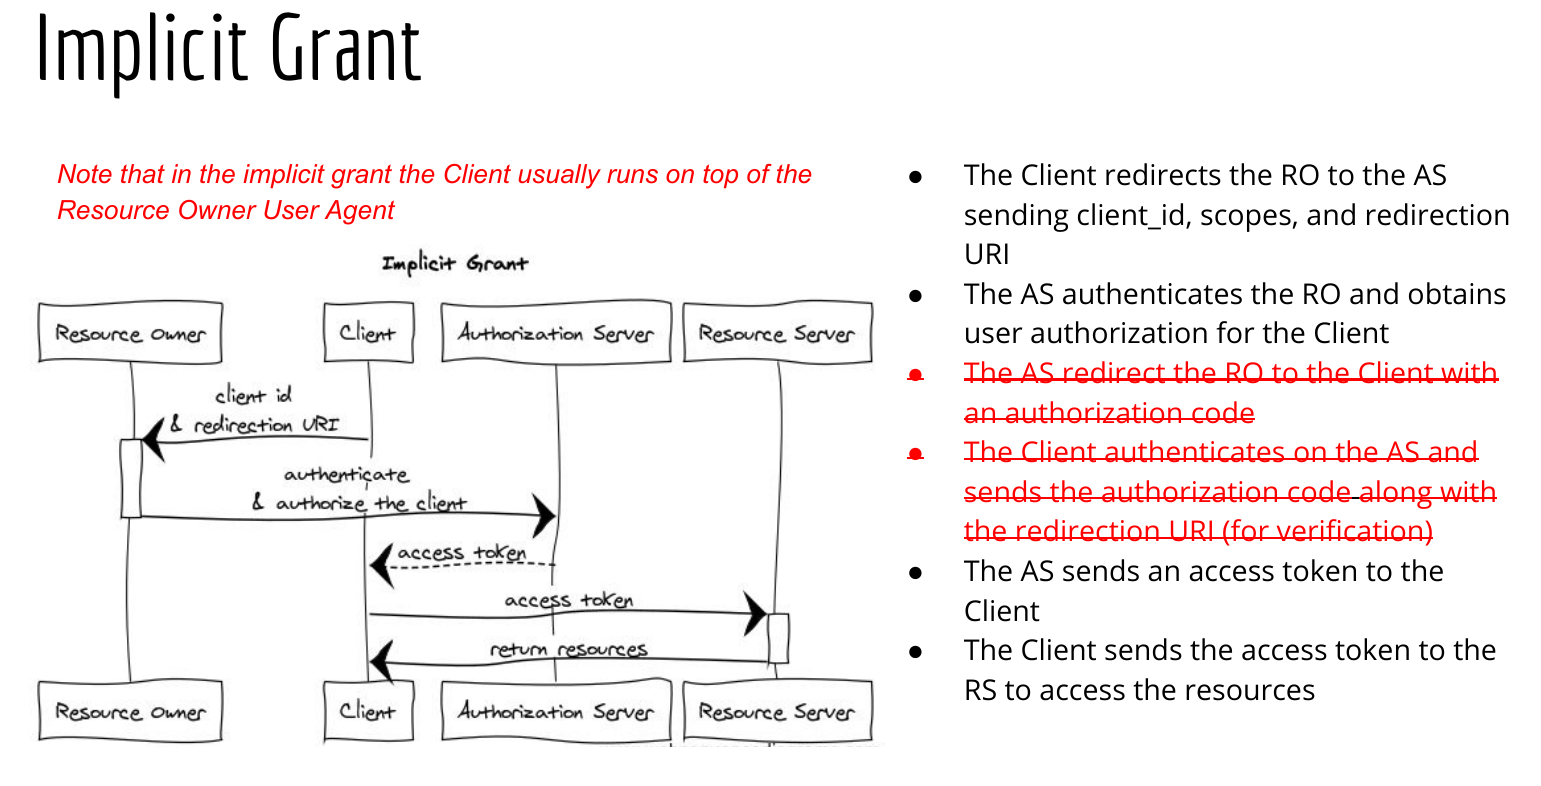 Implicit Grant
Note that in the implicit grant the Client usually runs on top of the
Resource Owner User Agent
Implicit Grant
Resource Owner
Client
Authorization Server
Resource Server
client id
& redirection URI
authenticate
& authorize the client
access token
access token
return resources
Resource Owner
Client
Authorization Server
Resource Server
● The Client redirects the RO to the AS
sending client_id, scopes, and redirection
URI
● The AS authenticates the RO and obtains
user authorization for the Client
● The AS redirect the RO to the Client with
an authorization code
● The Client authenticates on the AS and
sends the authorization code along with
the redirection URI (for verification)
● The AS sends an access token to the
Client
● The Client sends the access token to the
RS to access the resources